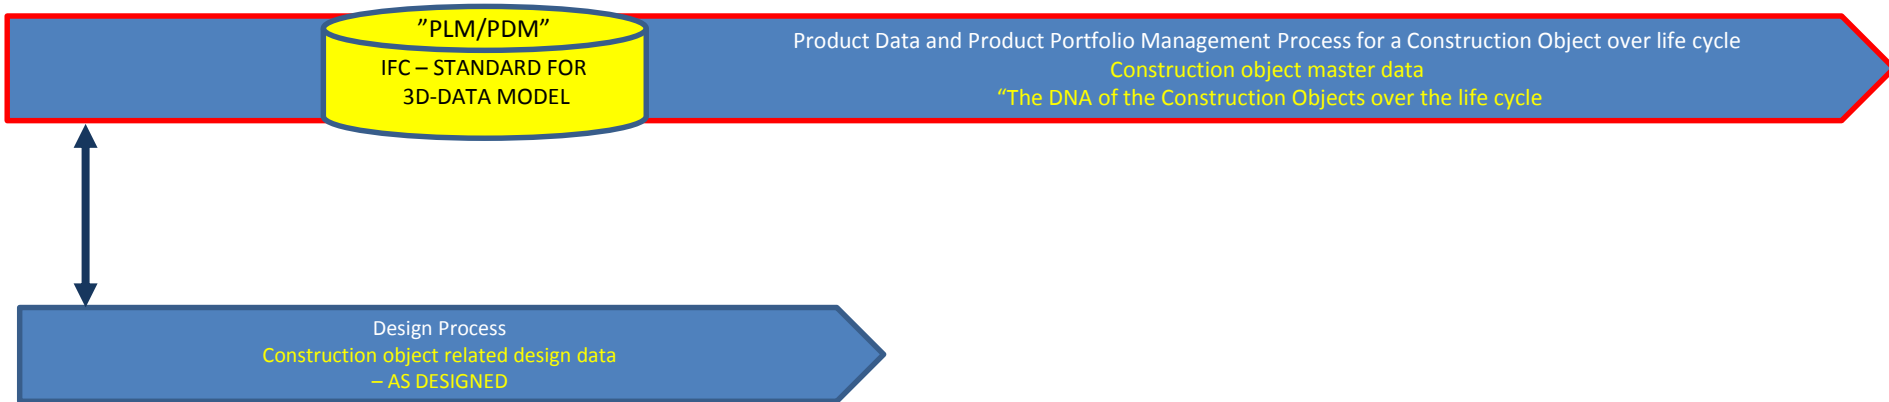 ”PLM/PDM”
IFC – STANDARD FOR
3D-DATA MODEL
Product Data and Product Portfolio Management Process for a Construction Object over life cycle
Construction object master data
“The DNA of the Construction Objects over the life cycle
Design Process
Construction object related design data
– AS DESIGNED